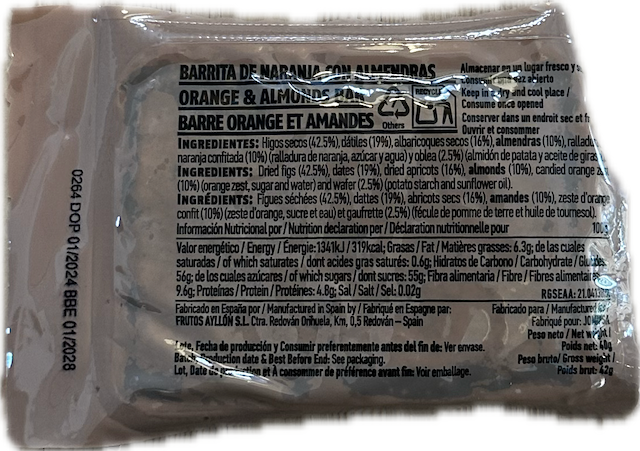 BARRITA DE NARANJA CON ALMENDRAS
ORANGE & ALMONDS BAR
BARRE ORANGE ET AMANDES
Others
RECYCLE
Almacenar en un lugar fresco y
abierto
Keep in a dry and cool place /
Consume once opened
Conserver dans un endroit sec et
Ouvrir et consommer
INGREDIENTES: Higos secos (42.5%), dátiles (19%), albaricoques secos (16%), almendras (10%),
naranja confitada (10%) (ralladura de naranja, azúcar y agua) y oblea (2.5%) (almidón de patata y aceite de
INGREDIENTS: Dried figs (42.5%), dates (19%), dried apricots (16%), almonds (10%), candied orange
(10%) (orange zest, sugar and water) and wafer (2.5%) (potato starch and sunflower oil).
INGRÉDIENTS: Figues séchées (42.5%), dattes (19%), abricots secs (16%), amandes (10%), zeste d'orange
confit (10%) (zeste d'orange, sucre et eau) et gaufrette (2.5%) (fécule de pomme de terre et huile de tournesol).
Información Nutricional por / Nutrition declaration per / Déclaration nutritionnelle pour 100g
Valor energético / Energy / Énergie: 1341kJ / 319kcal; Grasas / Fat / Matières grasses: 6.3g; de las cuales
saturadas / of which saturates / dont acides gras saturés: 0.6g; Hidratos de Carbono / Carbohydrate /
56g; de los cuales azúcares / of which sugars / dont sucres: 55g; Fibra alimentaria / Fibre / Fibres alimentaires
9.6g; Proteínas / Protein / Protéines: 4.8g; Sal / Salt / Sel: 0.02g
RGSEAA:
Fabricado en España por / Manufactured in Spain by / Fabriqué en Espagne par:
FRUTOS AYLLÓN S.L. Ctra. Redován Orihuela, Km, 0,5 Redován – Spain
Fabricado para / Manufactured
Fabriqué pour:
Peso neto / Net weight /
Poids net: 40g
Peso bruto/ Gross weight /
Poids brut: 42g
Lote, Fecha de producción y Consumir preferentemente antes del fin de: Ver envase.
Batch, Production date & Best Before End: See packaging.
Lot, Date de production et À consommer de préférence avant fin: Voir emballage.
0264 DOP 01/2024 BBE 01/2028